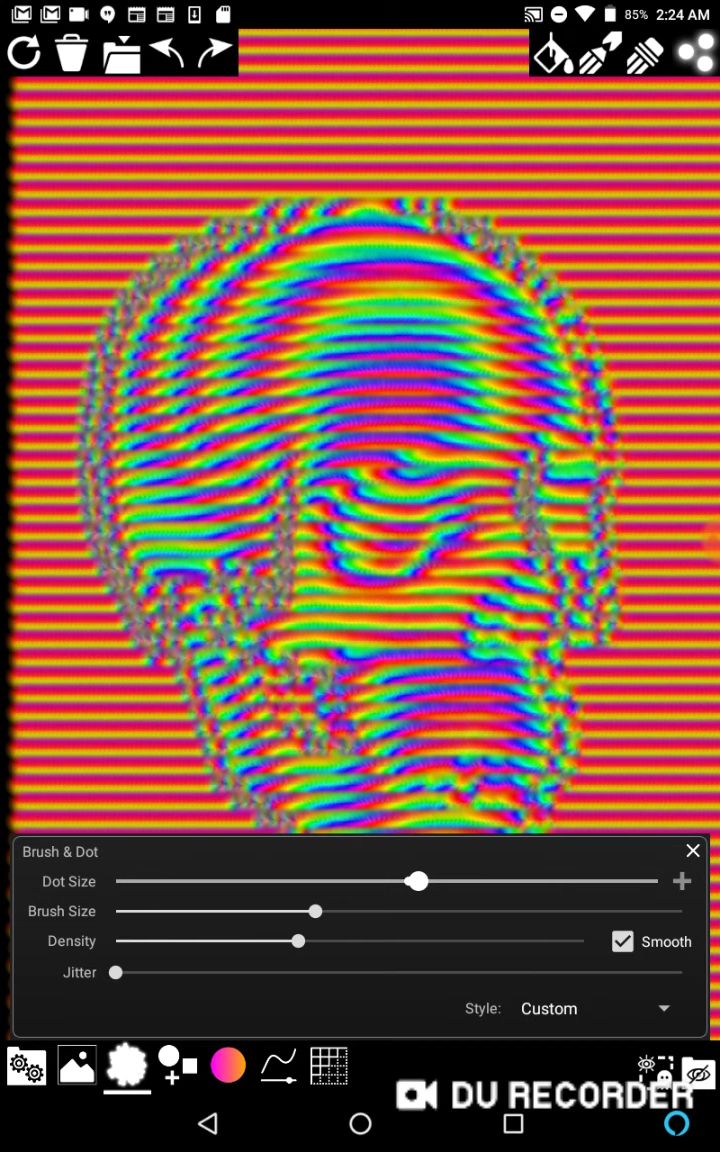 85% 2:24 AM
Brush & Dot
Dot Size
Brush Size
Density
Smooth
Jitter
Style: Custom
DU RECORDER